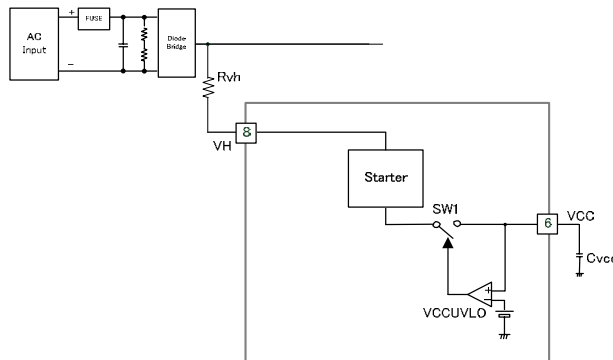 +
FUSE
AC
Input
Diode
Bridge
−
Rvh
8
VH
Starter
SW1
6
VCC
Cvcc
+
−
VCCUVLO